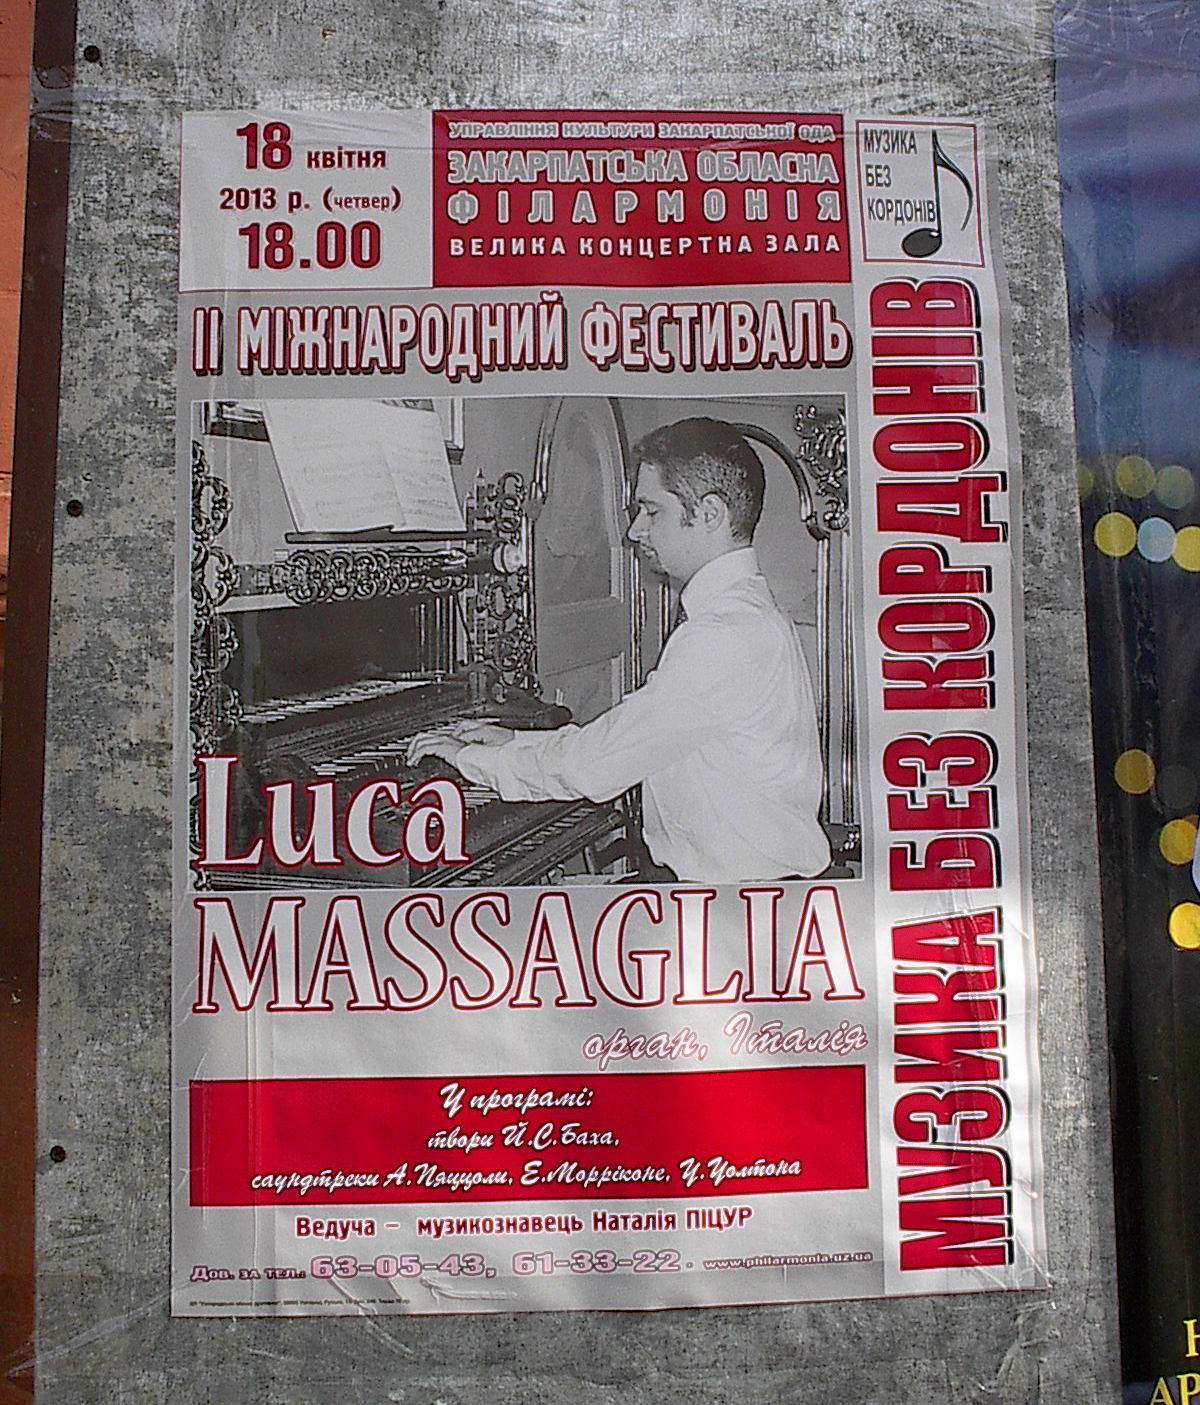 18 квітня
2013 р. (четвер)
18.00
УПРАВЛІННЯ КУЛЬТУРИ ЗАКАРПАТСЬКОЇ ОДА
ЗАКАРПАТСЬКА ОБЛАСНА
ФІЛАРМОНІЯ
ВЕЛИКА КОНЦЕРТНА ЗАЛА
МУЗИКА
БЕЗ
КОРДОНІВ
II МІЖНАРОДНИЙ ФЕСТИВАЛЬ
МУЗИКА БЕЗ КОРДОНІВ
Luca
MASSAGLIA
орган, Італія
У програмі:
твори Й.С.Баха,
саундтреки А.Пяццоли, Е.Морріконе, У.Уолтона
Ведуча – музикознавець Наталія ПІЦУР
Дов. за тел.: 63-05-43, 61-33-22. www.philarmonia.uz.ua
Н
АР